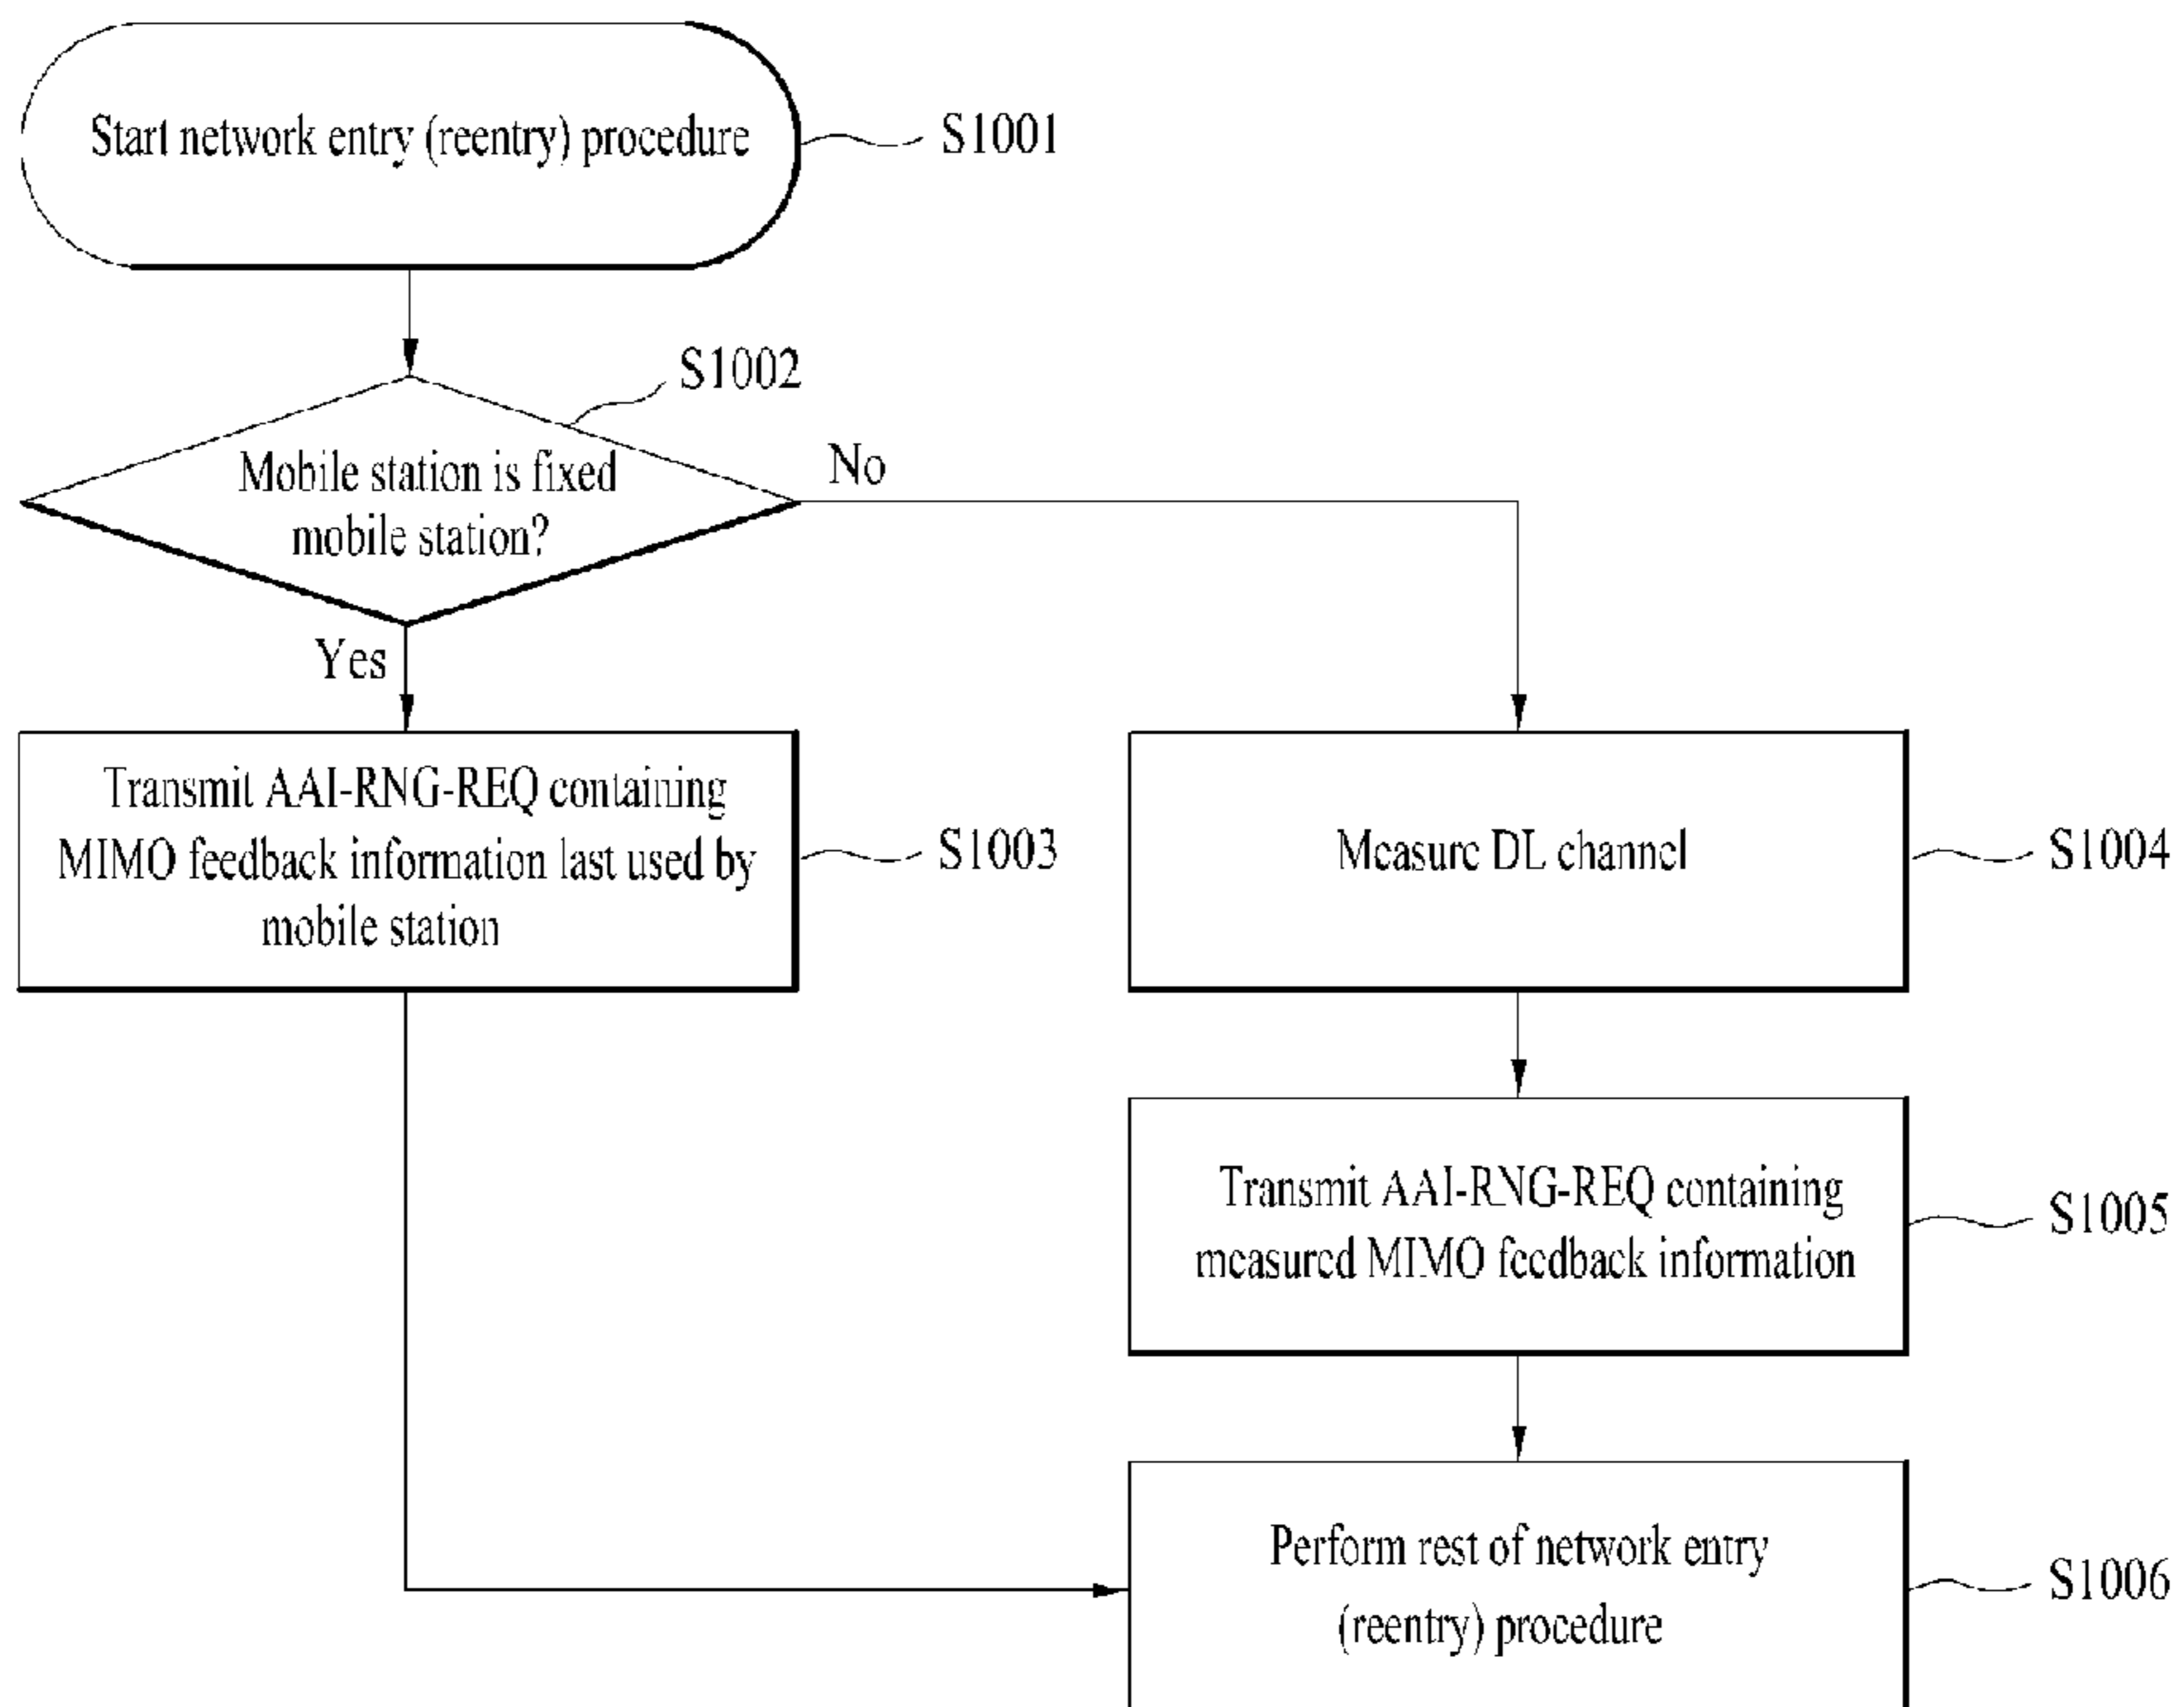 Start network entry (reentry) procedure
S1001
S1002
Mobile station is fixed
mobile station?
No
Yes
Transmit AAI-RNG-REQ containing
MIMO feedback information last used by
mobile station
S1003
Measure DL channel
S1004
Transmit AAI-RNG-REQ containing
measured MIMO feedback information
S1005
Perform rest of network entry
(reentry) procedure
S1006